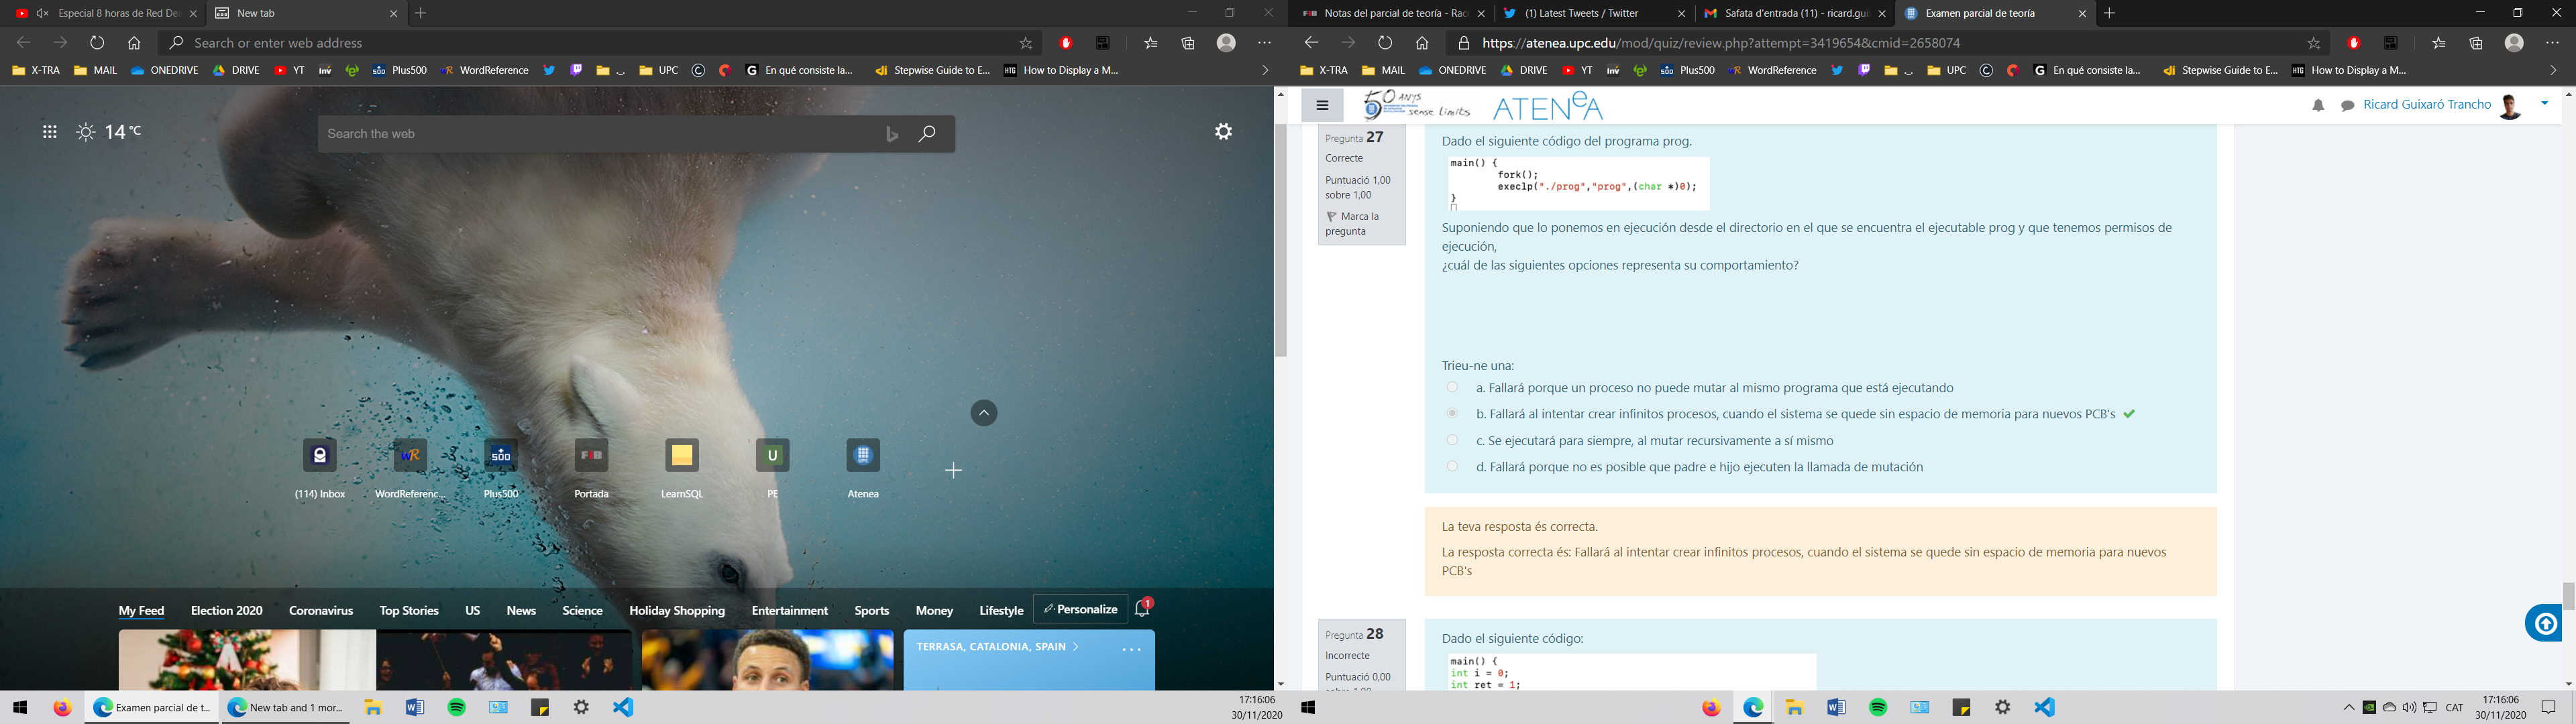 Especial 8 horas de Red De
New tab
Search or enter web address
X-TRA
MAIL
ONEDRIVE
DRIVE
YT
inv
Plus500
WordReference
UPC
En qué consiste la...
Stepwise Guide to E...
HTG How to Display a M...
14 °C
Search the web
(114) Inbox
WordReferenc...
Plus500
Portada
LearnSQL
PE
Atenea
My Feed
Election 2020
Coronavirus
Top Stories
US
News
Science
Holiday Shopping
Entertainment
Sports
Money
Lifestyle
Personalize
1
TERRASA, CATALONIA, SPAIN
Examen parcial de t...
New tab and 1 mor...
17:16:06
30/11/2020
Notas del parcial de teoría - Rac
(1) Latest Tweets / Twitter
Safata d'entrada (11) - ricard.gui
Examen parcial de teoría
https://atenea.upc.edu/mod/quiz/review.php?attempt=3419654&cmid=2658074
X-TRA
MAIL
ONEDRIVE
DRIVE
YT
inv
Plus500
WordReference
UPC
En qué consiste la...
Stepwise Guide to E...
HTG How to Display a M...
50 ANYS
sense límits
ATENeA
Ricard Guixaró Trancho
Pregunta 27
Correcte
Puntuació 1,00
sobre 1,00
Marca la
pregunta
Dado el siguiente código del programa prog.
main() {
fork();
execlp("./prog","prog",(char *)0);
}
Suponiendo que lo ponemos en ejecución desde el directorio en el que se encuentra el ejecutable prog y que tenemos permisos de
ejecución,
¿cuál de las siguientes opciones representa su comportamiento?
Trieu-ne una:
a. Fallará porque un proceso no puede mutar al mismo programa que está ejecutando
b. Fallará al intentar crear infinitos procesos, cuando el sistema se quede sin espacio de memoria para nuevos PCB's
c. Se ejecutará para siempre, al mutar recursivamente a sí mismo
d. Fallará porque no es posible que padre e hijo ejecuten la llamada de mutación
La teva resposta és correcta.
La resposta correcta és: Fallará al intentar crear infinitos procesos, cuando el sistema se quede sin espacio de memoria para nuevos
PCB's
Pregunta 28
Incorrecte
Puntuació 0,00
sobre 1,00
Dado el siguiente código:
main() {
int i = 0;
int ret = 1;
CAT
17:16:06
30/11/2020